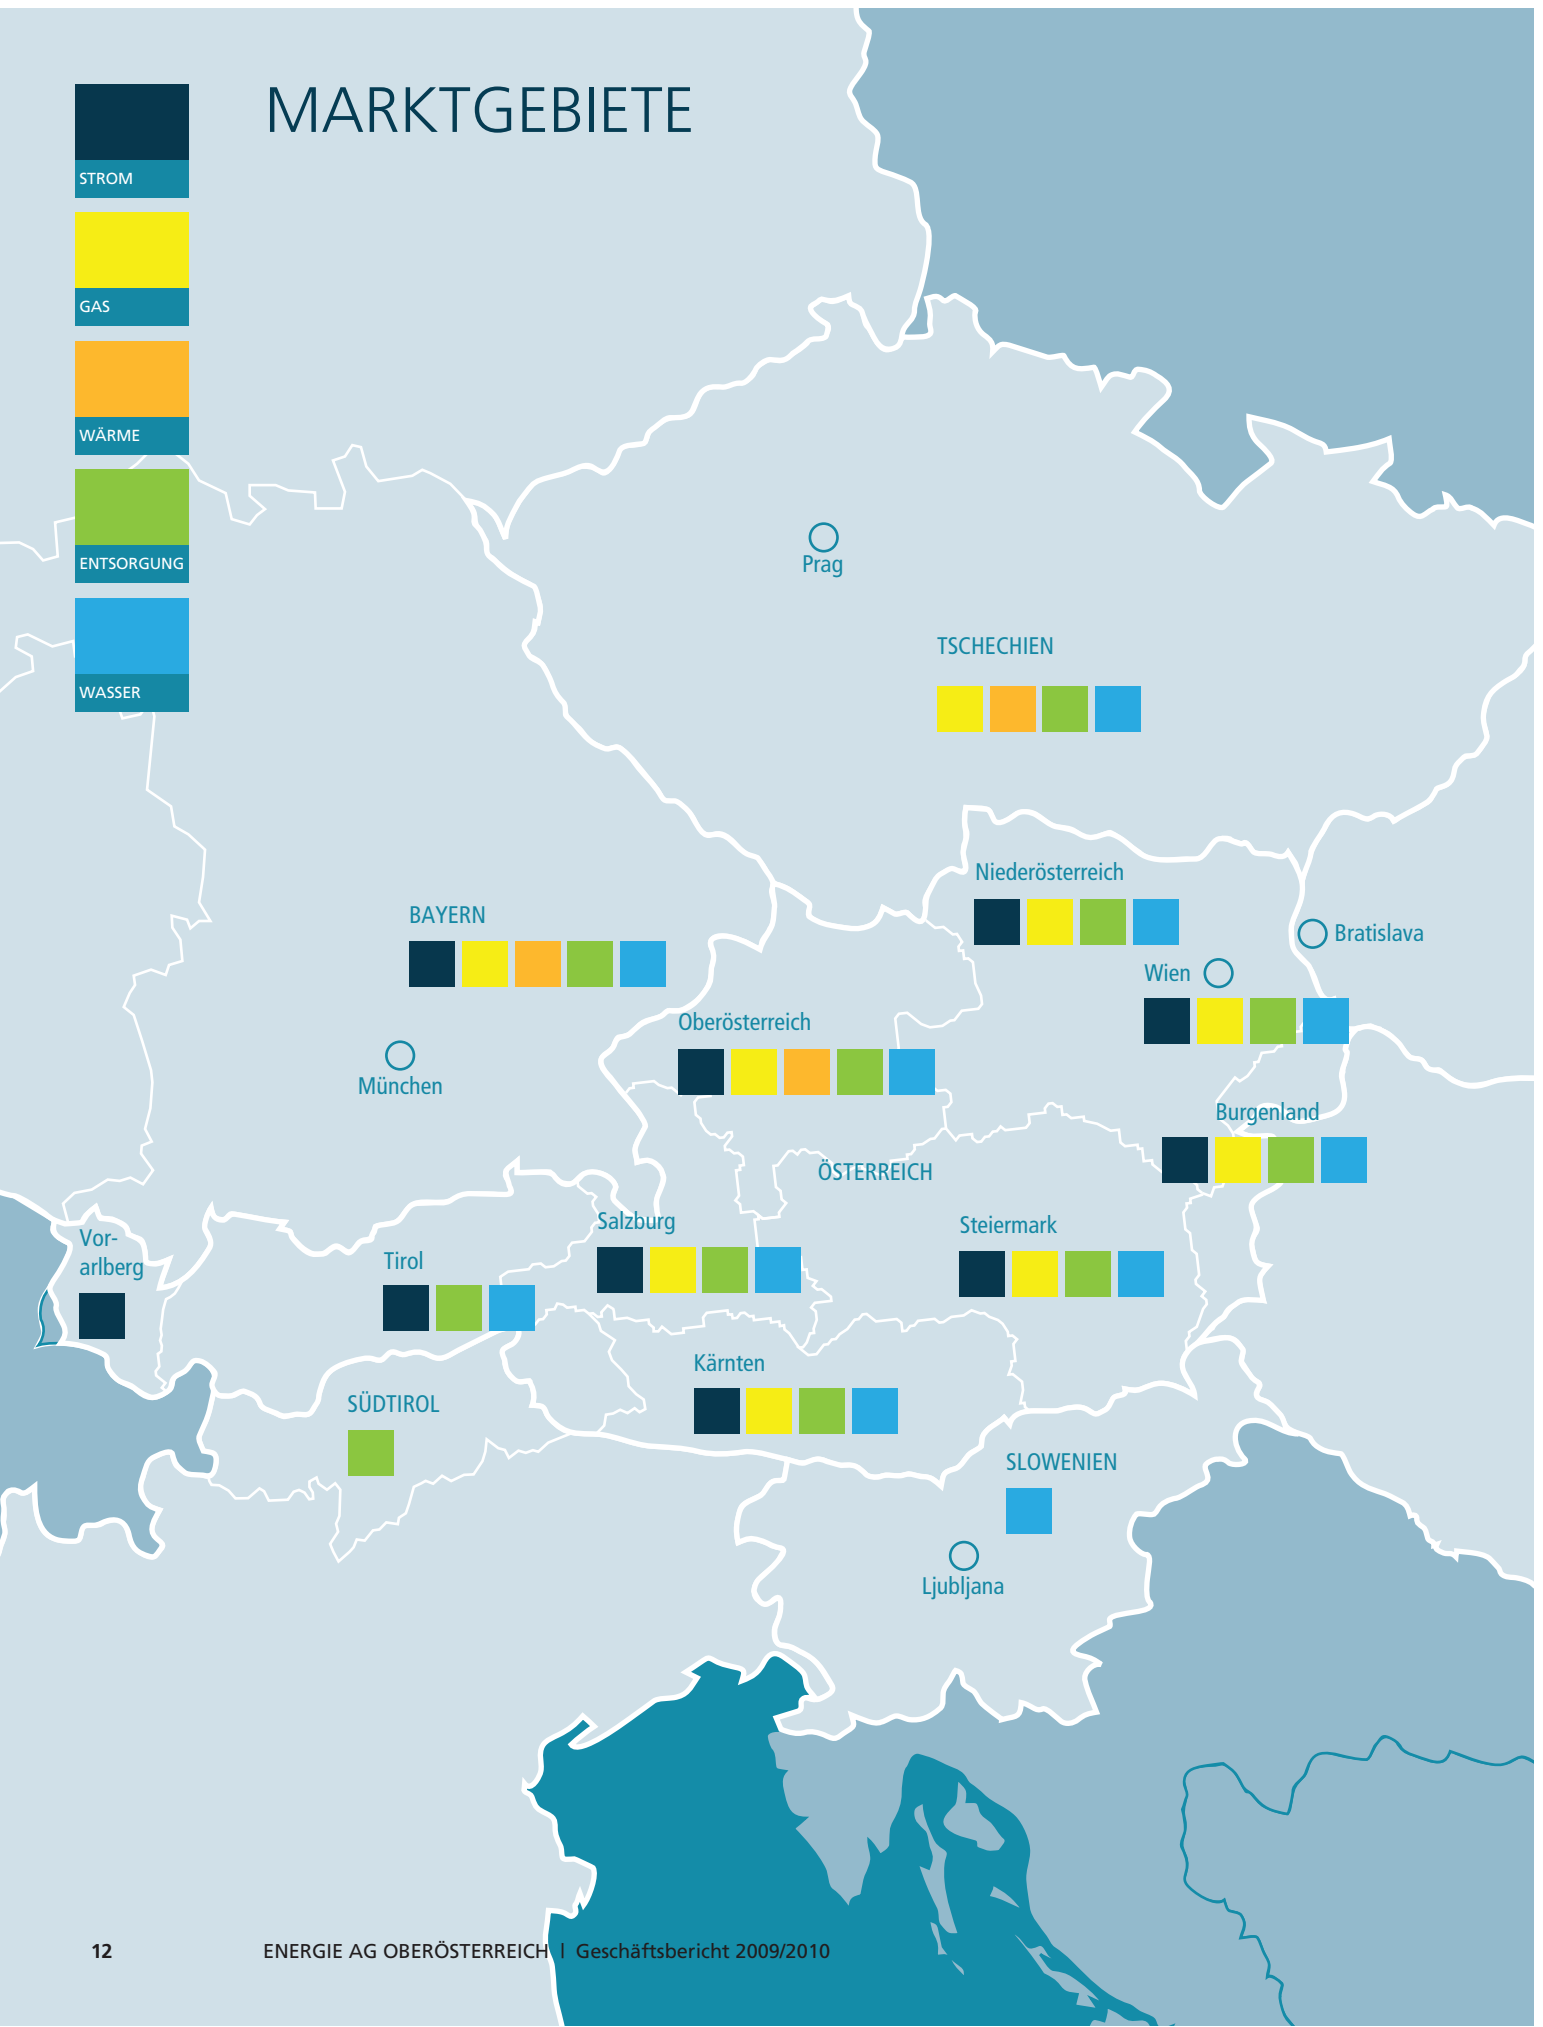 MARKTGEBIETE
STROM
GAS
WÄRME
ENTSORGUNG
WASSER
Prag
TSCHECHIEN
Niederösterreich
BAYERN
Bratislava
Wien
Oberösterreich
München
Burgenland
ÖSTERREICH
Salzburg
Steiermark
Vor-
arlberg
Tirol
Kärnten
SÜDTIROL
SLOWENIEN
Ljubljana
12 ENERGIE AG OBERÖSTERREICH | Geschäftsbericht 2009/2010